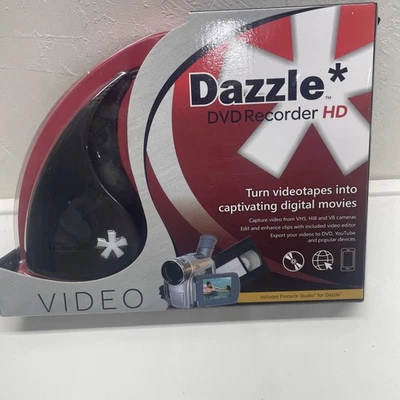 Dazzle*™
DVD Recorder HD
Turn videotapes into
captivating digital movies
Capture video from VHS, Hi8 and V8 cameras
Edit and enhance clips with included video editor
Export your videos to DVD, YouTube
and popular devices
VIDEO
Includes Pinnacle Studio™ for Dazzle®